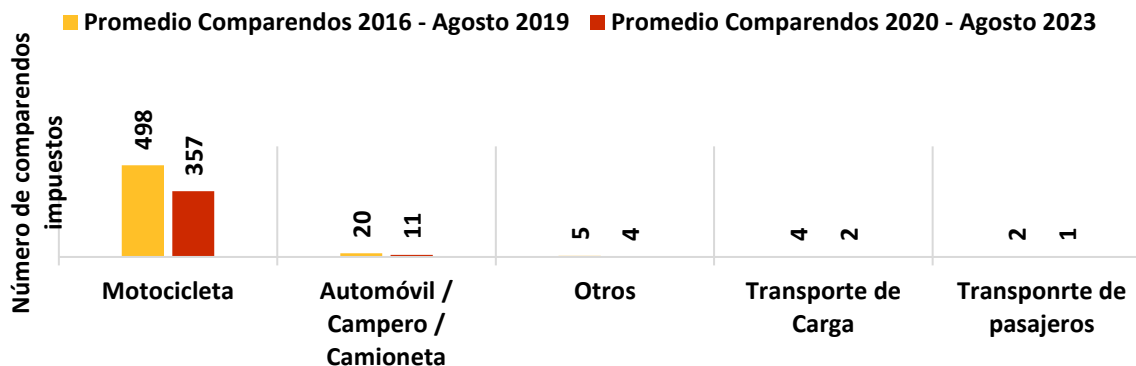 Promedio Comparendos 2016 - Agosto 2019 Promedio Comparendos 2020 - Agosto 2023
Número de comparendos
impuestos
498
357
20
11
5
4
4
2
2
1
Motocicleta
Automóvil /
Campero /
Camioneta
Otros
Transporte de
Carga
Transponrte de
pasajeros